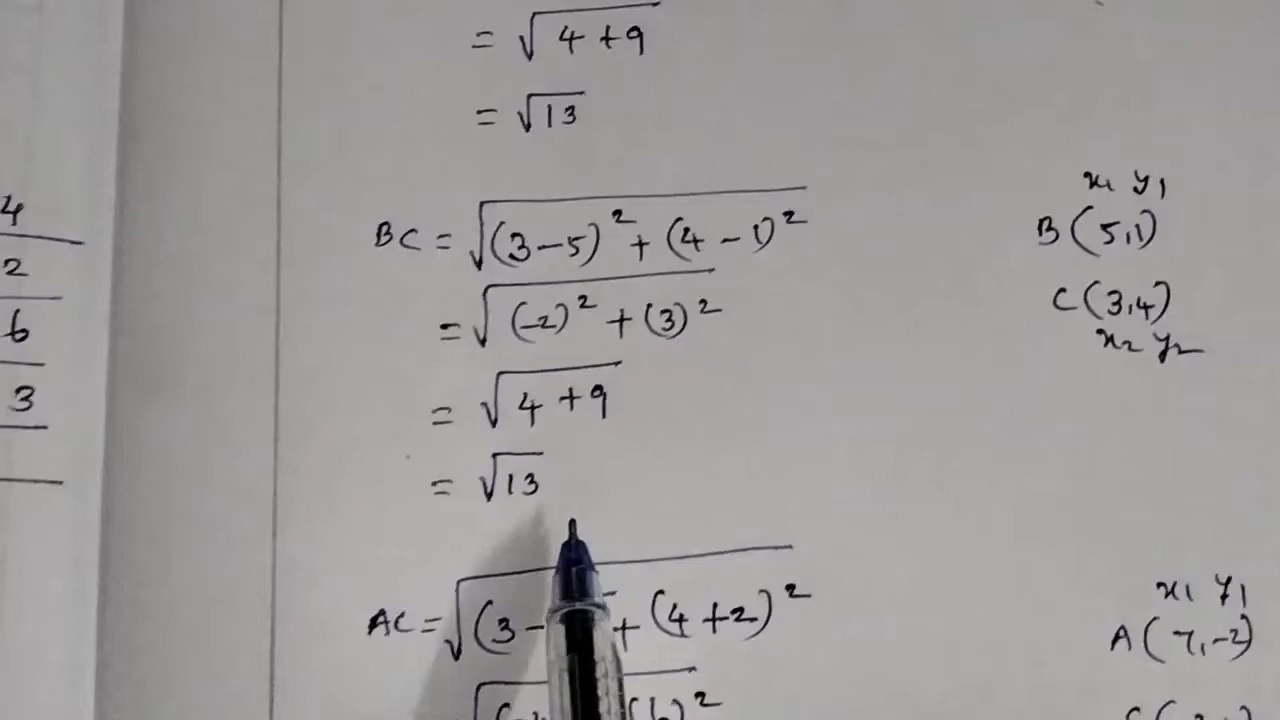 = √4+9
= √13
4
2
6
3
x1 y1
BC = √(3-5)² + (4-1)²
B(5,1)
= √(-2)² + (3)²
C(3,4)
x2 y2
= √4+9
= √13
x1 y1
AC = √(3- + (4+2)²
A(7,-2)